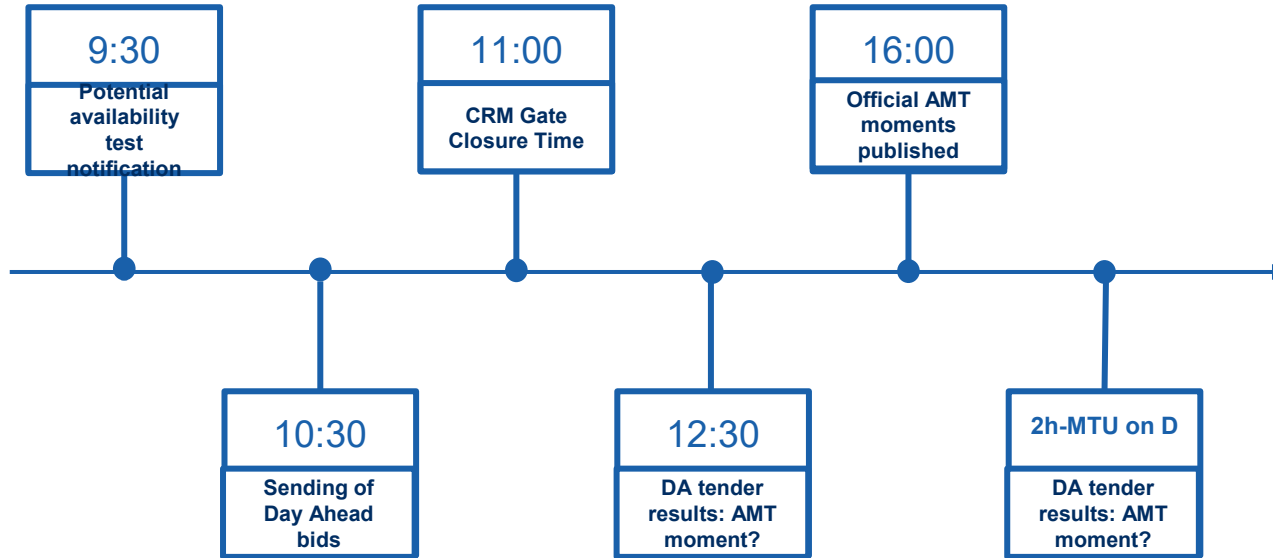 9:30
Potential
availability
test
notification
11:00
CRM Gate
Closure Time
16:00
Official AMT
moments
published
10:30
Sending of
Day Ahead
bids
12:30
DA tender
results: AMT
moment?
2h-MTU on D
DA tender
results: AMT
moment?